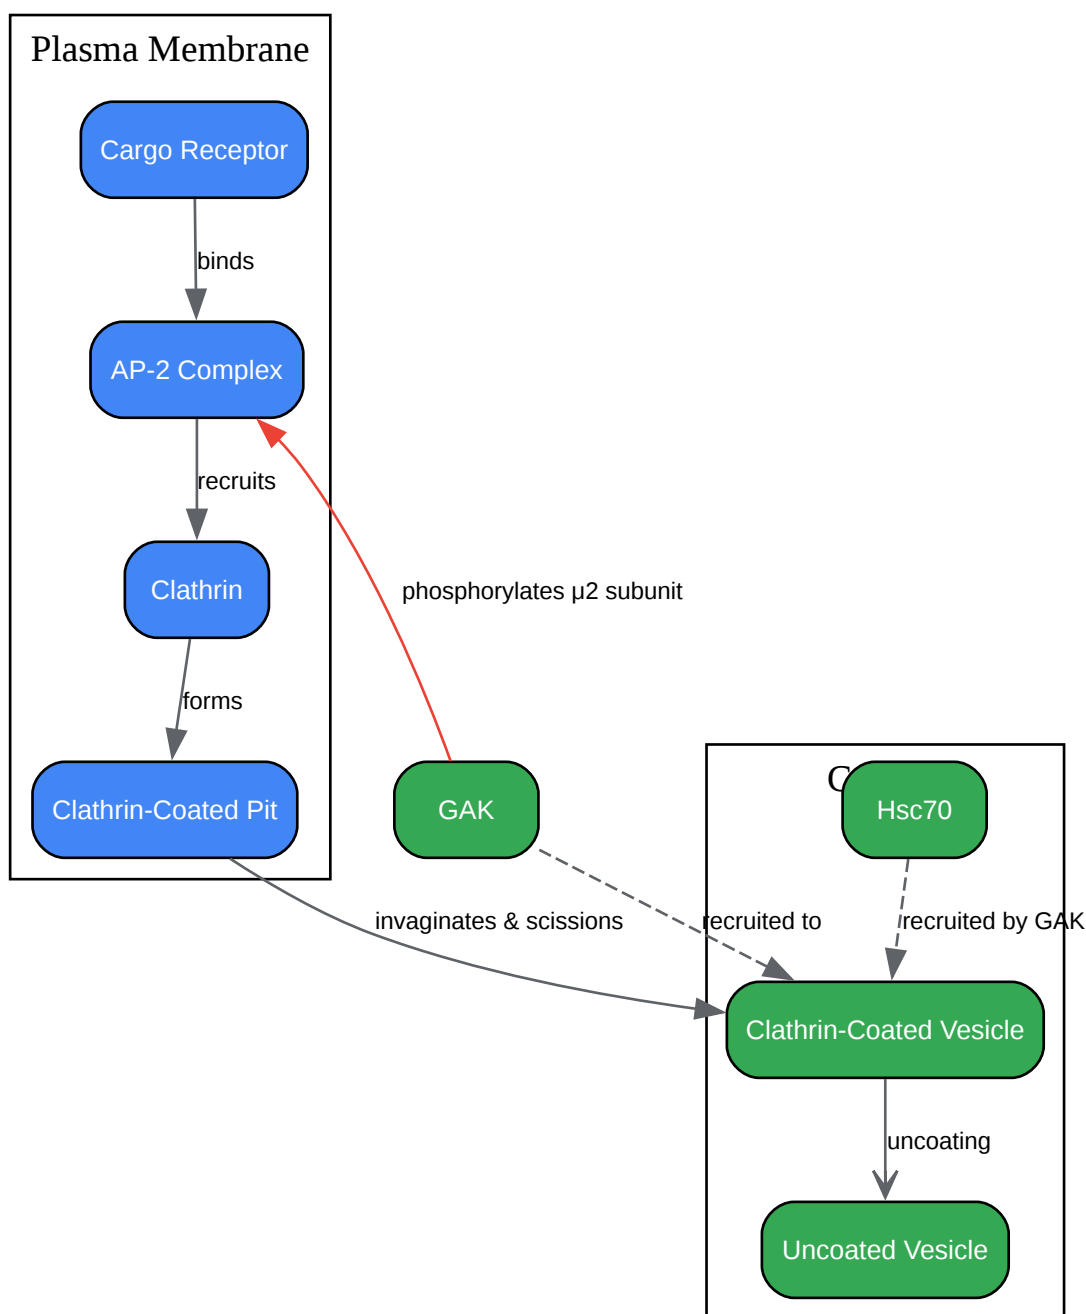 Plasma Membrane
Cargo Receptor
binds
AP-2 Complex
recruits
Clathrin
phosphorylates μ2 subunit
forms
Clathrin-Coated Pit
GAK
Hsc70
invaginates & scissions
recruited to
recruited by GAK
Clathrin-Coated Vesicle
uncoating
Uncoated Vesicle